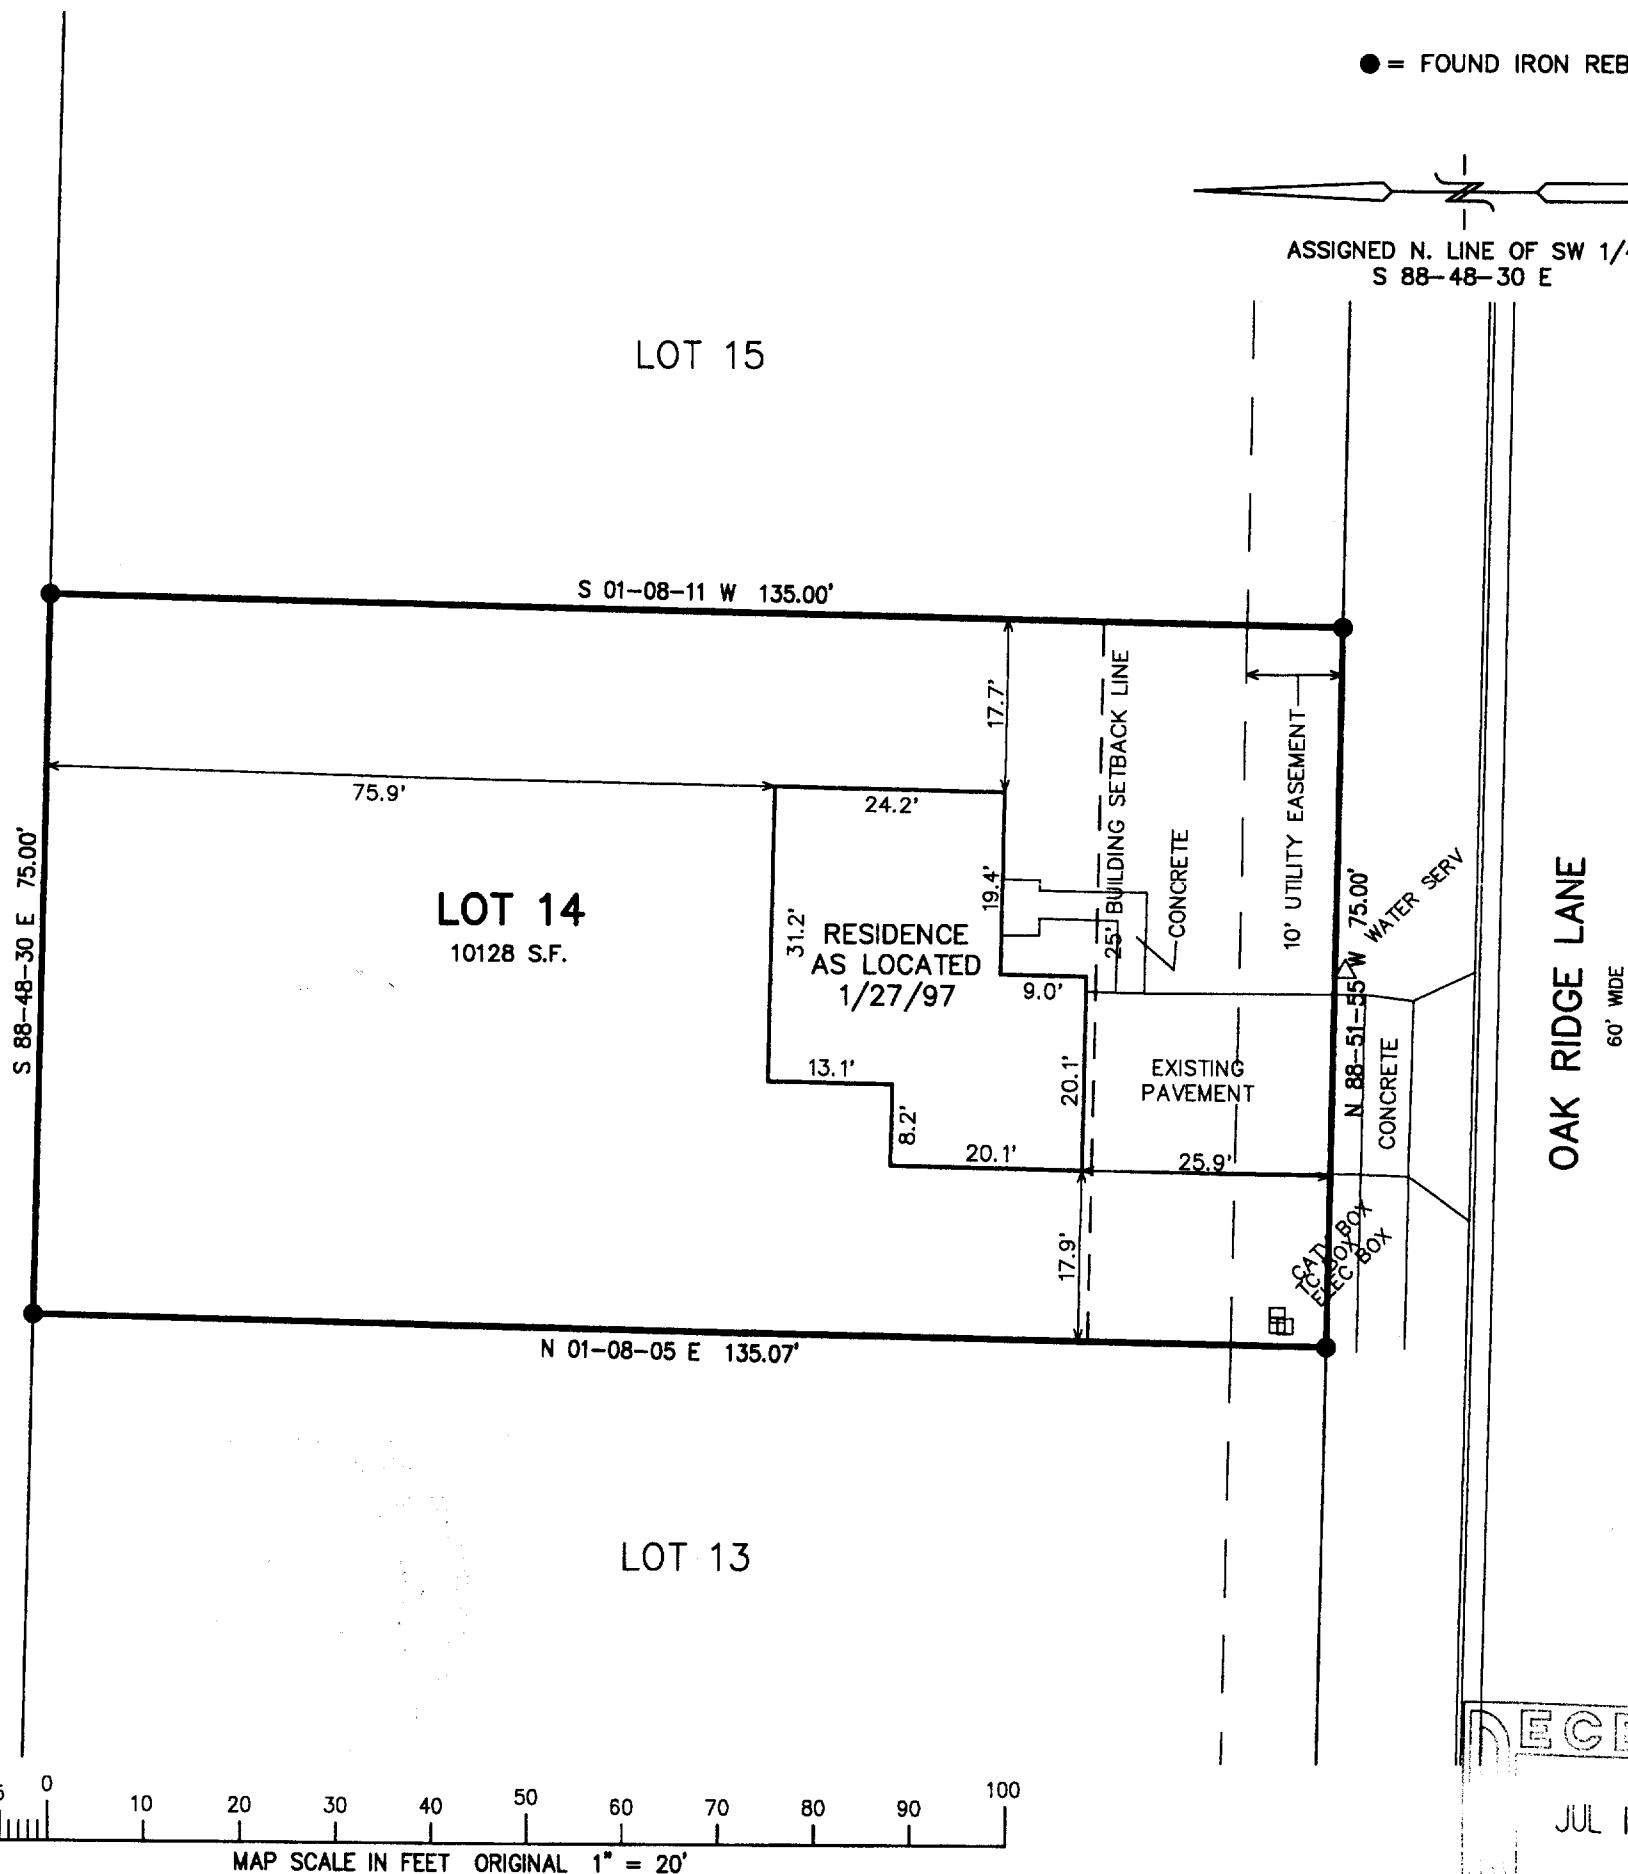 ● = FOUND IRON REB
ASSIGNED N. LINE OF SW 1/4
S 88-48-30 E
LOT 15
S 01-08-11 W 135.00'
17.7'
25' BUILDING SETBACK LINE
10' UTILITY EASEMENT
75.9'
24.2'
S 88-48-30 E 75.00'
LOT 14
10128 S.F.
31.2'
RESIDENCE
AS LOCATED
1/27/97
19.4'
CONCRETE
9.0'
N 88-51-55 W 75.00'
WATER SERV
OAK RIDGE LANE
60' WIDE
13.1'
8.2'
20.1'
20.1'
EXISTING
PAVEMENT
CONCRETE
25.9'
17.9'
CATV BOX
TC BOX
ELEC BOX
N 01-08-05 E 135.07'
LOT 13
0 10 20 30 40 50 60 70 80 90 100
MAP SCALE IN FEET ORIGINAL 1" = 20'
JUL